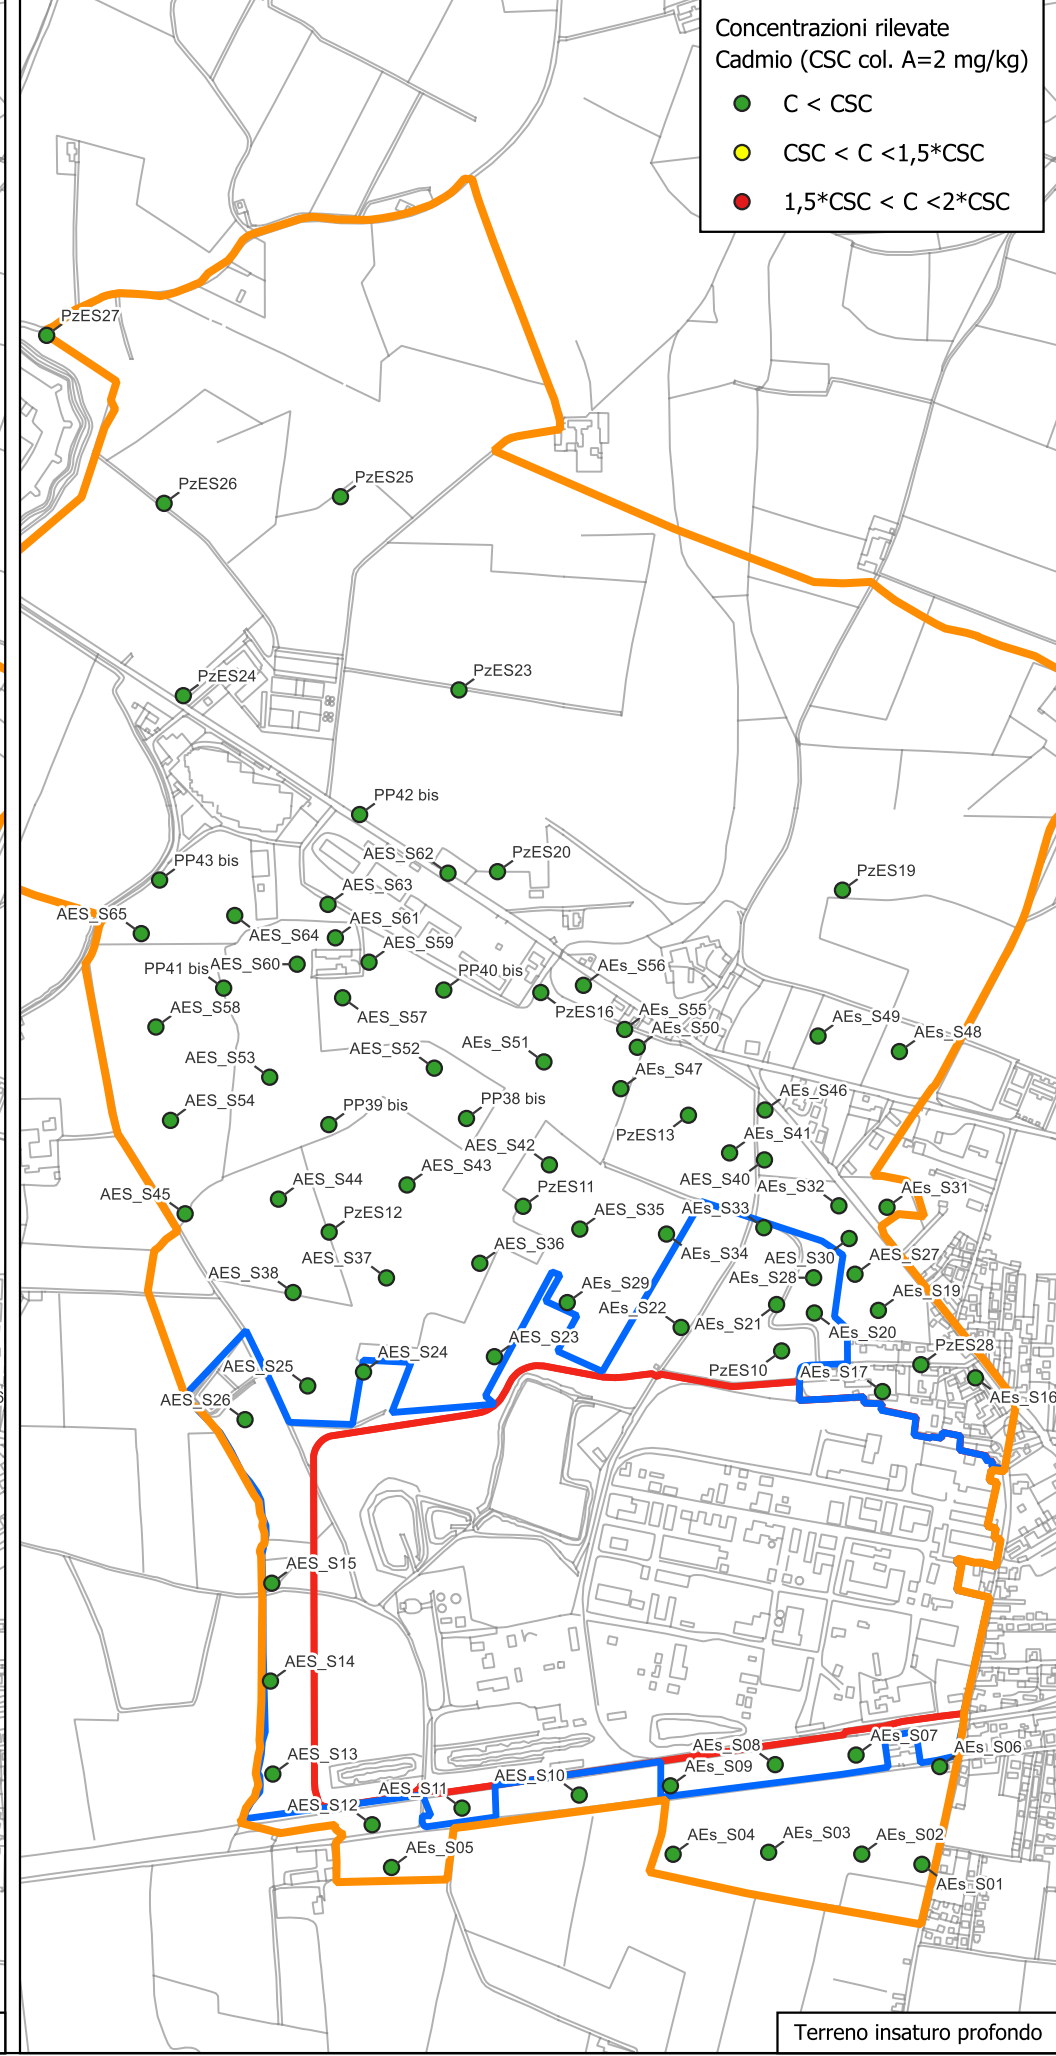 Concentrazioni rilevate
Cadmio (CSC col. A=2 mg/kg)
C < CSC
CSC < C <1,5*CSC
1,5*CSC < C <2*CSC
PzES27
PzES26
PzES25
PzES24
PzES23
PP42 bis
AES_S62
PzES20
PP43 bis
PzES19
AES_S63
AES_S65
AES_S61
AES_S64
AES_S59
PP41 bis
AES_S60
PP40 bis
AEs_S56
PzES16
AES_S58
AES_S57
AEs_S55
AEs_S49
AEs_S50
AEs_S48
AEs_S51
AES_S52
AES_S53
AEs_S47
AEs_S46
AES_S54
PP39 bis
PP38 bis
PzES13
AEs_S41
AES_S42
AES_S43
AES_S40
AES_S44
AEs_S32
AEs_S31
AES_S45
PzES11
AEs_S33
PzES12
AES_S35
AES_S36
AEs_S34
AES_S30
AES_S27
AES_S37
AES_S38
AEs_S28
AEs_S29
AEs_S19
AEs_S22
AEs_S21
AEs_S20
AES_S23
PzES28
AES_S24
AES_S25
PzES10
AEs_S17
AEs_S16
AES_S26
AES_S15
AES_S14
AEs_S07
AEs_S08
AEs_S06
AES_S13
AES_S10
AEs_S09
AES_S11
AES_S12
AEs_S05
AEs_S04
AEs_S03
AEs_S02
AEs_S01
Terreno insaturo profondo